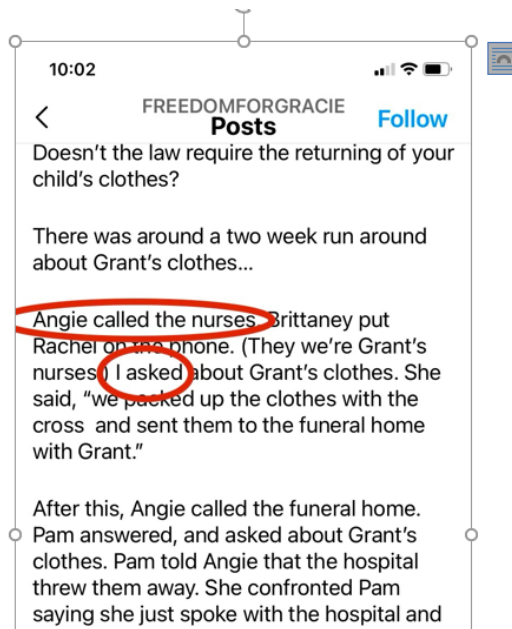 10:02
FREEDOMFORGRACIE
Posts
Follow
Doesn't the law require the returning of your
child's clothes?
There was around a two week run around
about Grant's clothes...
Angie called the nurses. Brittaney put
Rachel on the phone. (They we're Grant's
nurses.) I asked about Grant's clothes. She
said, "we packed up the clothes with the
cross and sent them to the funeral home
with Grant."
After this, Angie called the funeral home.
Pam answered, and asked about Grant's
clothes. Pam told Angie that the hospital
threw them away. She confronted Pam
saying she just spoke with the hospital and